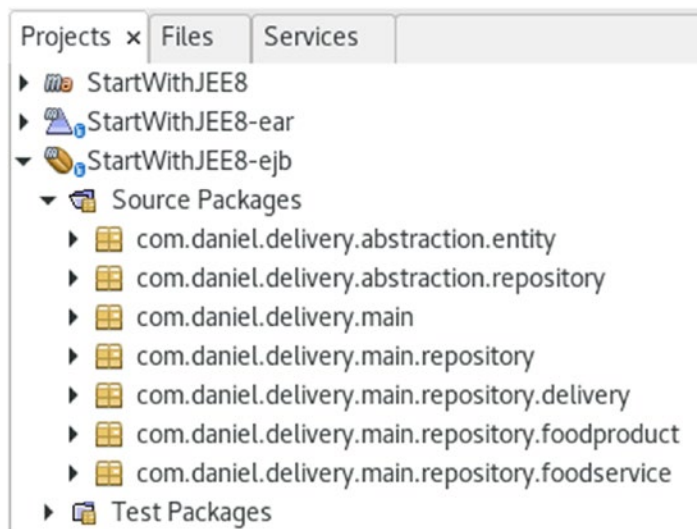 Projects × Files Services
StartWithJEE8
StartWithJEE8-ear
StartWithJEE8-ejb
Source Packages
com.daniel.delivery.abstraction.entity
com.daniel.delivery.abstraction.repository
com.daniel.delivery.main
com.daniel.delivery.main.repository
com.daniel.delivery.main.repository.delivery
com.daniel.delivery.main.repository.foodproduct
com.daniel.delivery.main.repository.foodservice
Test Packages